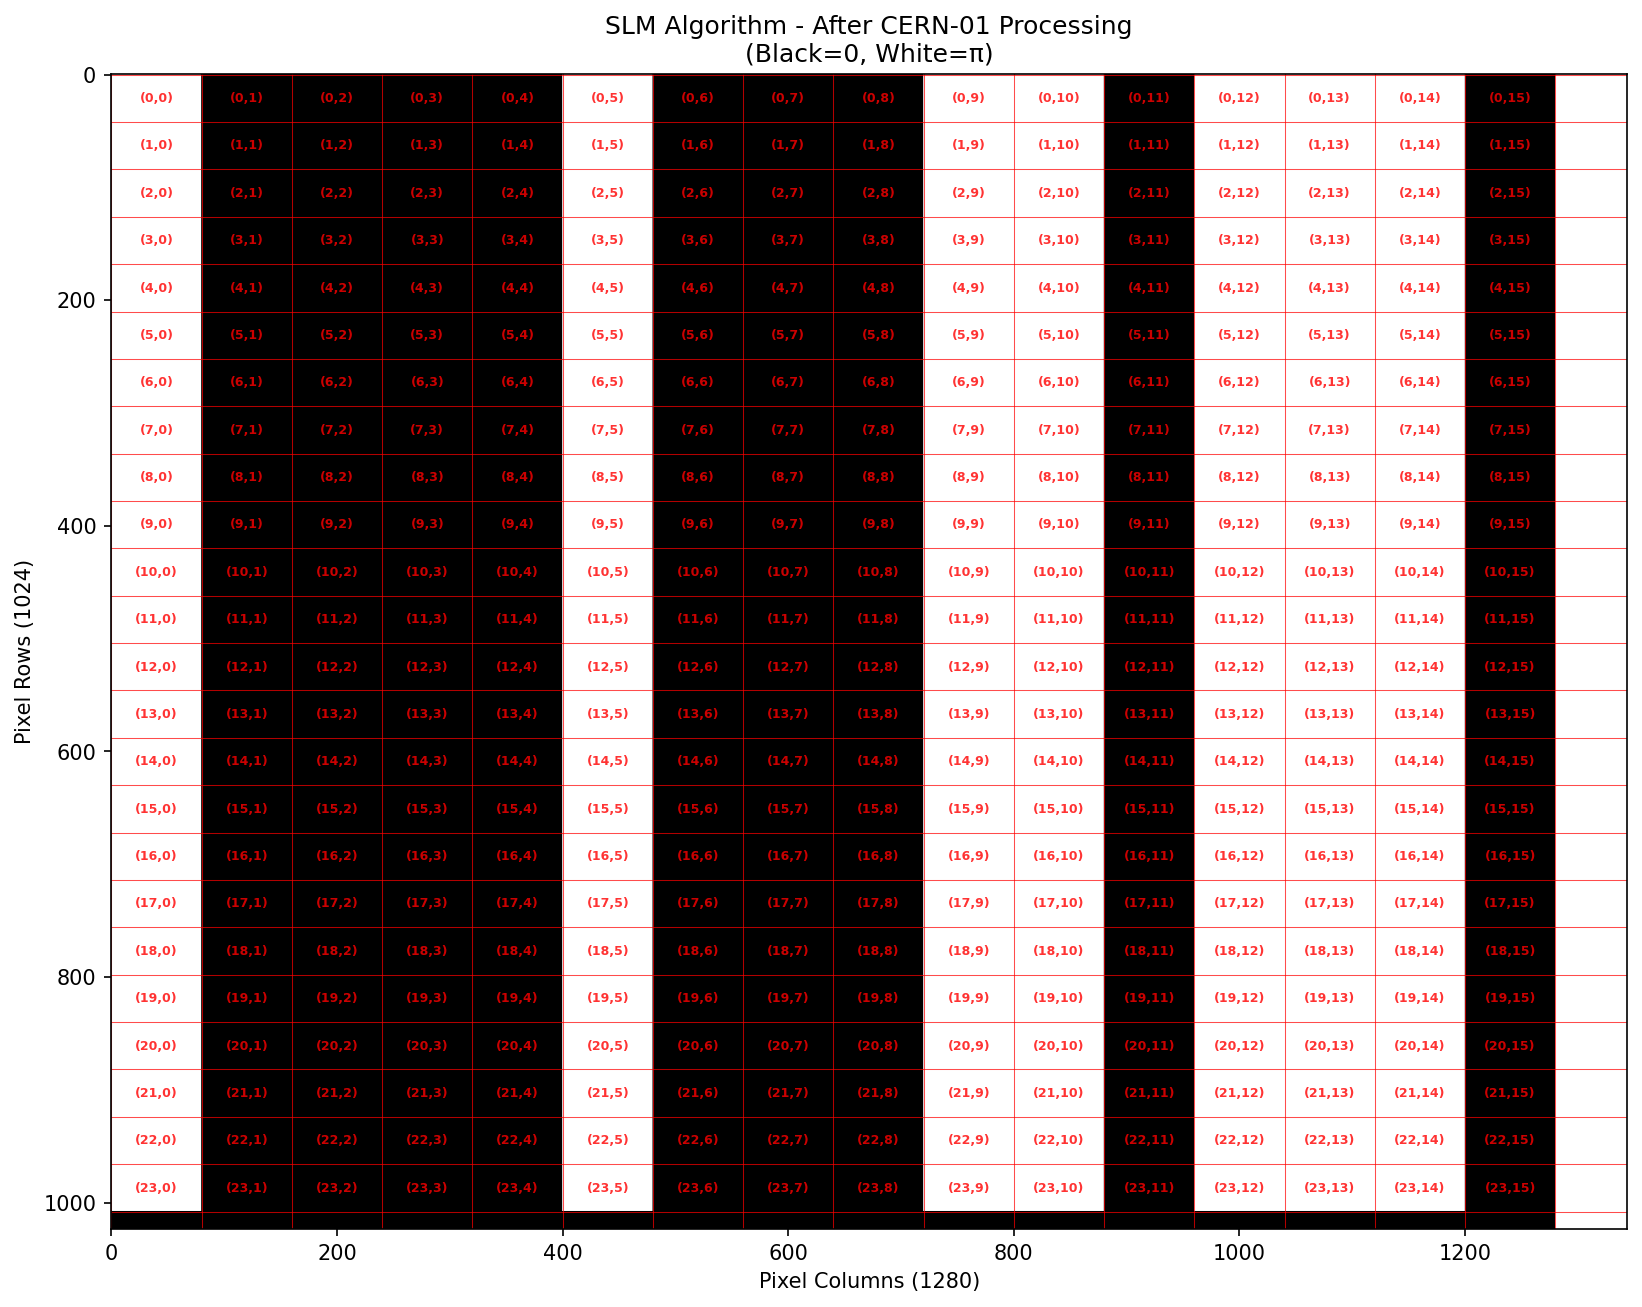 SLM Algorithm - After CERN-01 Processing
(Black=0, White=π)
0
(0,0) (0,1) (0,2) (0,3) (0,4) (0,5) (0,6) (0,7) (0,8) (0,9) (0,10) (0,11) (0,12) (0,13) (0,14) (0,15)
(1,0) (1,1) (1,2) (1,3) (1,4) (1,5) (1,6) (1,7) (1,8) (1,9) (1,10) (1,11) (1,12) (1,13) (1,14) (1,15)
(2,0) (2,1) (2,2) (2,3) (2,4) (2,5) (2,6) (2,7) (2,8) (2,9) (2,10) (2,11) (2,12) (2,13) (2,14) (2,15)
(3,0) (3,1) (3,2) (3,3) (3,4) (3,5) (3,6) (3,7) (3,8) (3,9) (3,10) (3,11) (3,12) (3,13) (3,14) (3,15)
200 (4,0) (4,1) (4,2) (4,3) (4,4) (4,5) (4,6) (4,7) (4,8) (4,9) (4,10) (4,11) (4,12) (4,13) (4,14) (4,15)
(5,0) (5,1) (5,2) (5,3) (5,4) (5,5) (5,6) (5,7) (5,8) (5,9) (5,10) (5,11) (5,12) (5,13) (5,14) (5,15)
(6,0) (6,1) (6,2) (6,3) (6,4) (6,5) (6,6) (6,7) (6,8) (6,9) (6,10) (6,11) (6,12) (6,13) (6,14) (6,15)
(7,0) (7,1) (7,2) (7,3) (7,4) (7,5) (7,6) (7,7) (7,8) (7,9) (7,10) (7,11) (7,12) (7,13) (7,14) (7,15)
(8,0) (8,1) (8,2) (8,3) (8,4) (8,5) (8,6) (8,7) (8,8) (8,9) (8,10) (8,11) (8,12) (8,13) (8,14) (8,15)
400 (9,0) (9,1) (9,2) (9,3) (9,4) (9,5) (9,6) (9,7) (9,8) (9,9) (9,10) (9,11) (9,12) (9,13) (9,14) (9,15)
(10,0) (10,1) (10,2) (10,3) (10,4) (10,5) (10,6) (10,7) (10,8) (10,9) (10,10) (10,11) (10,12) (10,13) (10,14) (10,15)
(11,0) (11,1) (11,2) (11,3) (11,4) (11,5) (11,6) (11,7) (11,8) (11,9) (11,10) (11,11) (11,12) (11,13) (11,14) (11,15)
(12,0) (12,1) (12,2) (12,3) (12,4) (12,5) (12,6) (12,7) (12,8) (12,9) (12,10) (12,11) (12,12) (12,13) (12,14) (12,15)
(13,0) (13,1) (13,2) (13,3) (13,4) (13,5) (13,6) (13,7) (13,8) (13,9) (13,10) (13,11) (13,12) (13,13) (13,14) (13,15)
600 (14,0) (14,1) (14,2) (14,3) (14,4) (14,5) (14,6) (14,7) (14,8) (14,9) (14,10) (14,11) (14,12) (14,13) (14,14) (14,15)
(15,0) (15,1) (15,2) (15,3) (15,4) (15,5) (15,6) (15,7) (15,8) (15,9) (15,10) (15,11) (15,12) (15,13) (15,14) (15,15)
(16,0) (16,1) (16,2) (16,3) (16,4) (16,5) (16,6) (16,7) (16,8) (16,9) (16,10) (16,11) (16,12) (16,13) (16,14) (16,15)
(17,0) (17,1) (17,2) (17,3) (17,4) (17,5) (17,6) (17,7) (17,8) (17,9) (17,10) (17,11) (17,12) (17,13) (17,14) (17,15)
(18,0) (18,1) (18,2) (18,3) (18,4) (18,5) (18,6) (18,7) (18,8) (18,9) (18,10) (18,11) (18,12) (18,13) (18,14) (18,15)
800 (19,0) (19,1) (19,2) (19,3) (19,4) (19,5) (19,6) (19,7) (19,8) (19,9) (19,10) (19,11) (19,12) (19,13) (19,14) (19,15)
(20,0) (20,1) (20,2) (20,3) (20,4) (20,5) (20,6) (20,7) (20,8) (20,9) (20,10) (20,11) (20,12) (20,13) (20,14) (20,15)
(21,0) (21,1) (21,2) (21,3) (21,4) (21,5) (21,6) (21,7) (21,8) (21,9) (21,10) (21,11) (21,12) (21,13) (21,14) (21,15)
(22,0) (22,1) (22,2) (22,3) (22,4) (22,5) (22,6) (22,7) (22,8) (22,9) (22,10) (22,11) (22,12) (22,13) (22,14) (22,15)
1000 (23,0) (23,1) (23,2) (23,3) (23,4) (23,5) (23,6) (23,7) (23,8) (23,9) (23,10) (23,11) (23,12) (23,13) (23,14) (23,15)
0 200 400 600 800 1000 1200
Pixel Columns (1280)
Pixel Rows (1024)